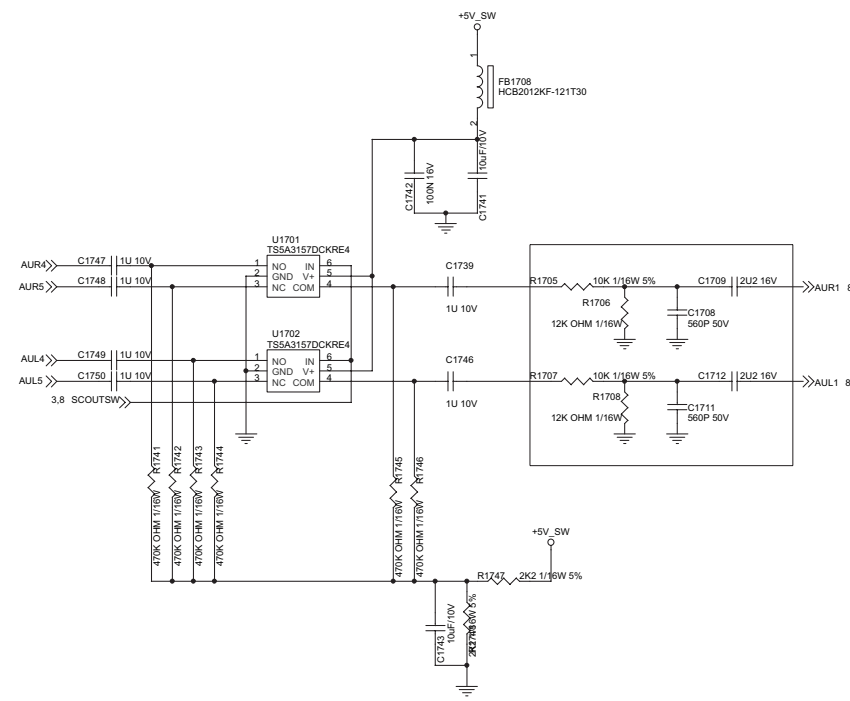 +5V_SW
1
FB1708
HCB2012KF-121T30
2
10uF/10V
C1742
100N 16V
C1741
U1701
TS5A3157DCKRE4
1 NO IN 6
2 GND V+ 5
3 NC COM 4
AUR4 C1747 1U 10V
AUR5 C1748 1U 10V
C1739
1U 10V
R1705 10K 1/16W 5%
C1709 2U2 16V
AUR1 8
R1706
12K OHM 1/16W
C1708
560P 50V
U1702
TS5A3157DCKRE4
1 NO IN 6
2 GND V+ 5
3 NC COM 4
AUL4 C1749 1U 10V
AUL5 C1750 1U 10V
3,8 SCOUTSW
C1746
1U 10V
R1707 10K 1/16W 5%
C1712 2U2 16V
AUL1 8
R1708
12K OHM 1/16W
C1711
560P 50V
470K OHM 1/16W R1741
470K OHM 1/16W R1742
470K OHM 1/16W R1743
470K OHM 1/16W R1744
470K OHM 1/16W R1745
470K OHM 1/16W R1746
+5V_SW
R1747 2K2 1/16W 5%
C1743
10uF/10V